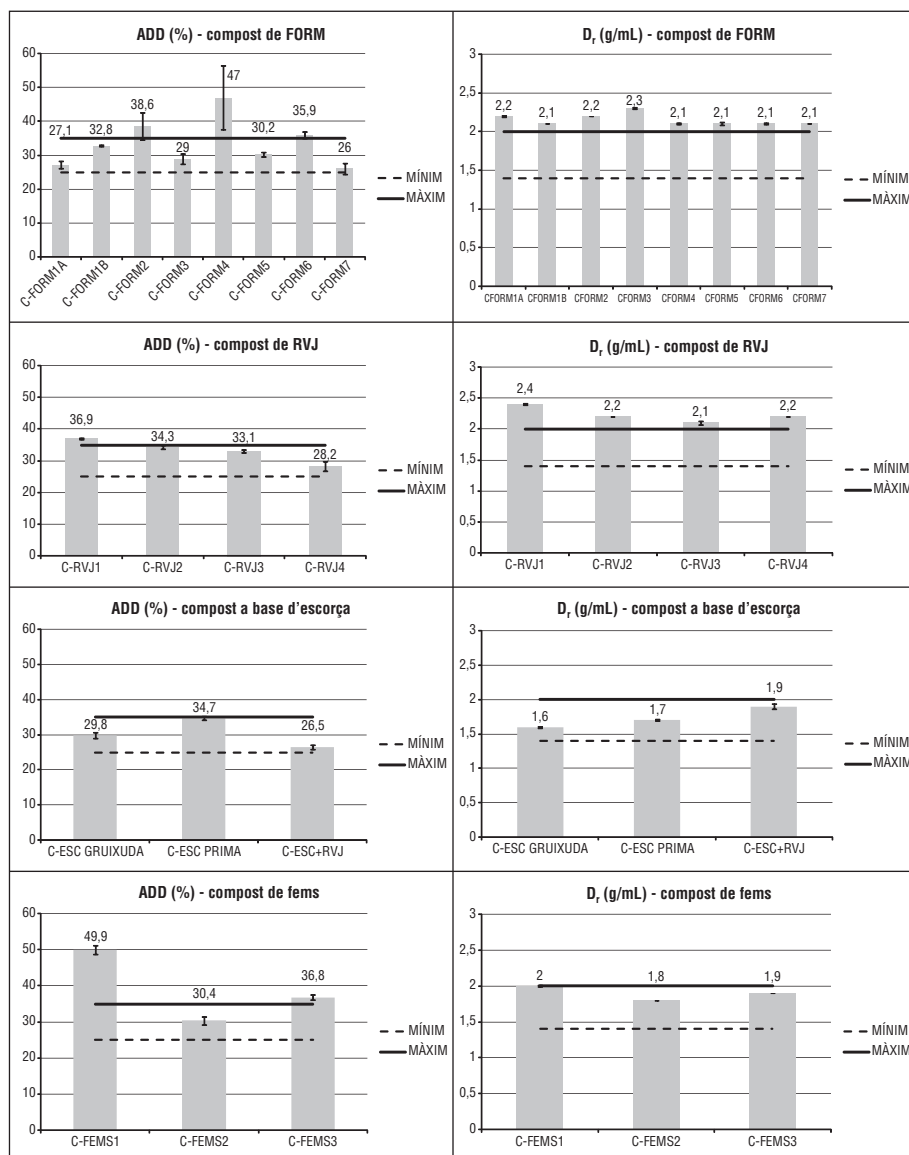 ADD (%) - compost de FORM
60
50
40
30
20
10
0
27,1
32,8
38,6
29
47
30,2
35,9
26
C-FORM1A
C-FORM1B
C-FORM2
C-FORM3
C-FORM4
C-FORM5
C-FORM6
C-FORM7
MÍNIM
MÀXIM
Dr (g/mL) - compost de FORM
3
2,5
2
1,5
1
0,5
0
2,2
2,1
2,2
2,3
2,1
2,1
2,1
2,1
CFORM1A
CFORM1B
CFORM2
CFORM3
CFORM4
CFORM5
CFORM6
CFORM7
MÍNIM
MÀXIM
ADD (%) - compost de RVJ
60
50
40
30
20
10
0
36,9
34,3
33,1
28,2
C-RVJ1
C-RVJ2
C-RVJ3
C-RVJ4
MÍNIM
MÀXIM
Dr (g/mL) - compost de RVJ
3
2,5
2
1,5
1
0,5
0
2,4
2,2
2,1
2,2
C-RVJ1
C-RVJ2
C-RVJ3
C-RVJ4
MÍNIM
MÀXIM
ADD (%) - compost a base d'escorça
60
50
40
30
20
10
0
29,8
34,7
26,5
C-ESC GRUIXUDA
C-ESC PRIMA
C-ESC+RVJ
MÍNIM
MÀXIM
Dr (g/mL) - compost a base d'escorça
3
2,5
2
1,5
1
0,5
0
1,6
1,7
1,9
C-ESC GRUIXUDA
C-ESC PRIMA
C-ESC+RVJ
MÍNIM
MÀXIM
ADD (%) - compost de fems
60
50
40
30
20
10
0
49,9
30,4
36,8
C-FEMS1
C-FEMS2
C-FEMS3
MÍNIM
MÀXIM
Dr (g/mL) - compost de fems
3
2,5
2
1,5
1
0,5
0
2
1,8
1,9
C-FEMS1
C-FEMS2
C-FEMS3
MÍNIM
MÀXIM